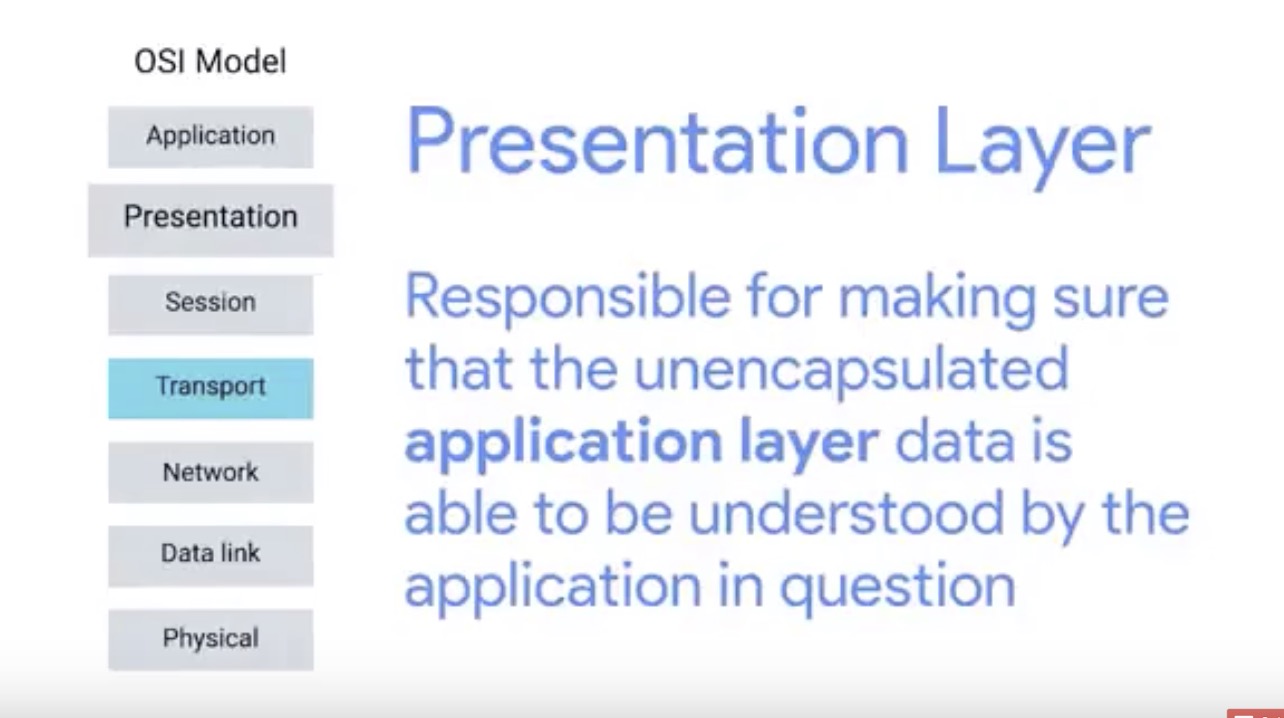 OSI Model
Application
Presentation
Session
Transport
Network
Data link
Physical
Presentation Layer
Responsible for making sure
that the unencapsulated
application layer data is
able to be understood by the
application in question